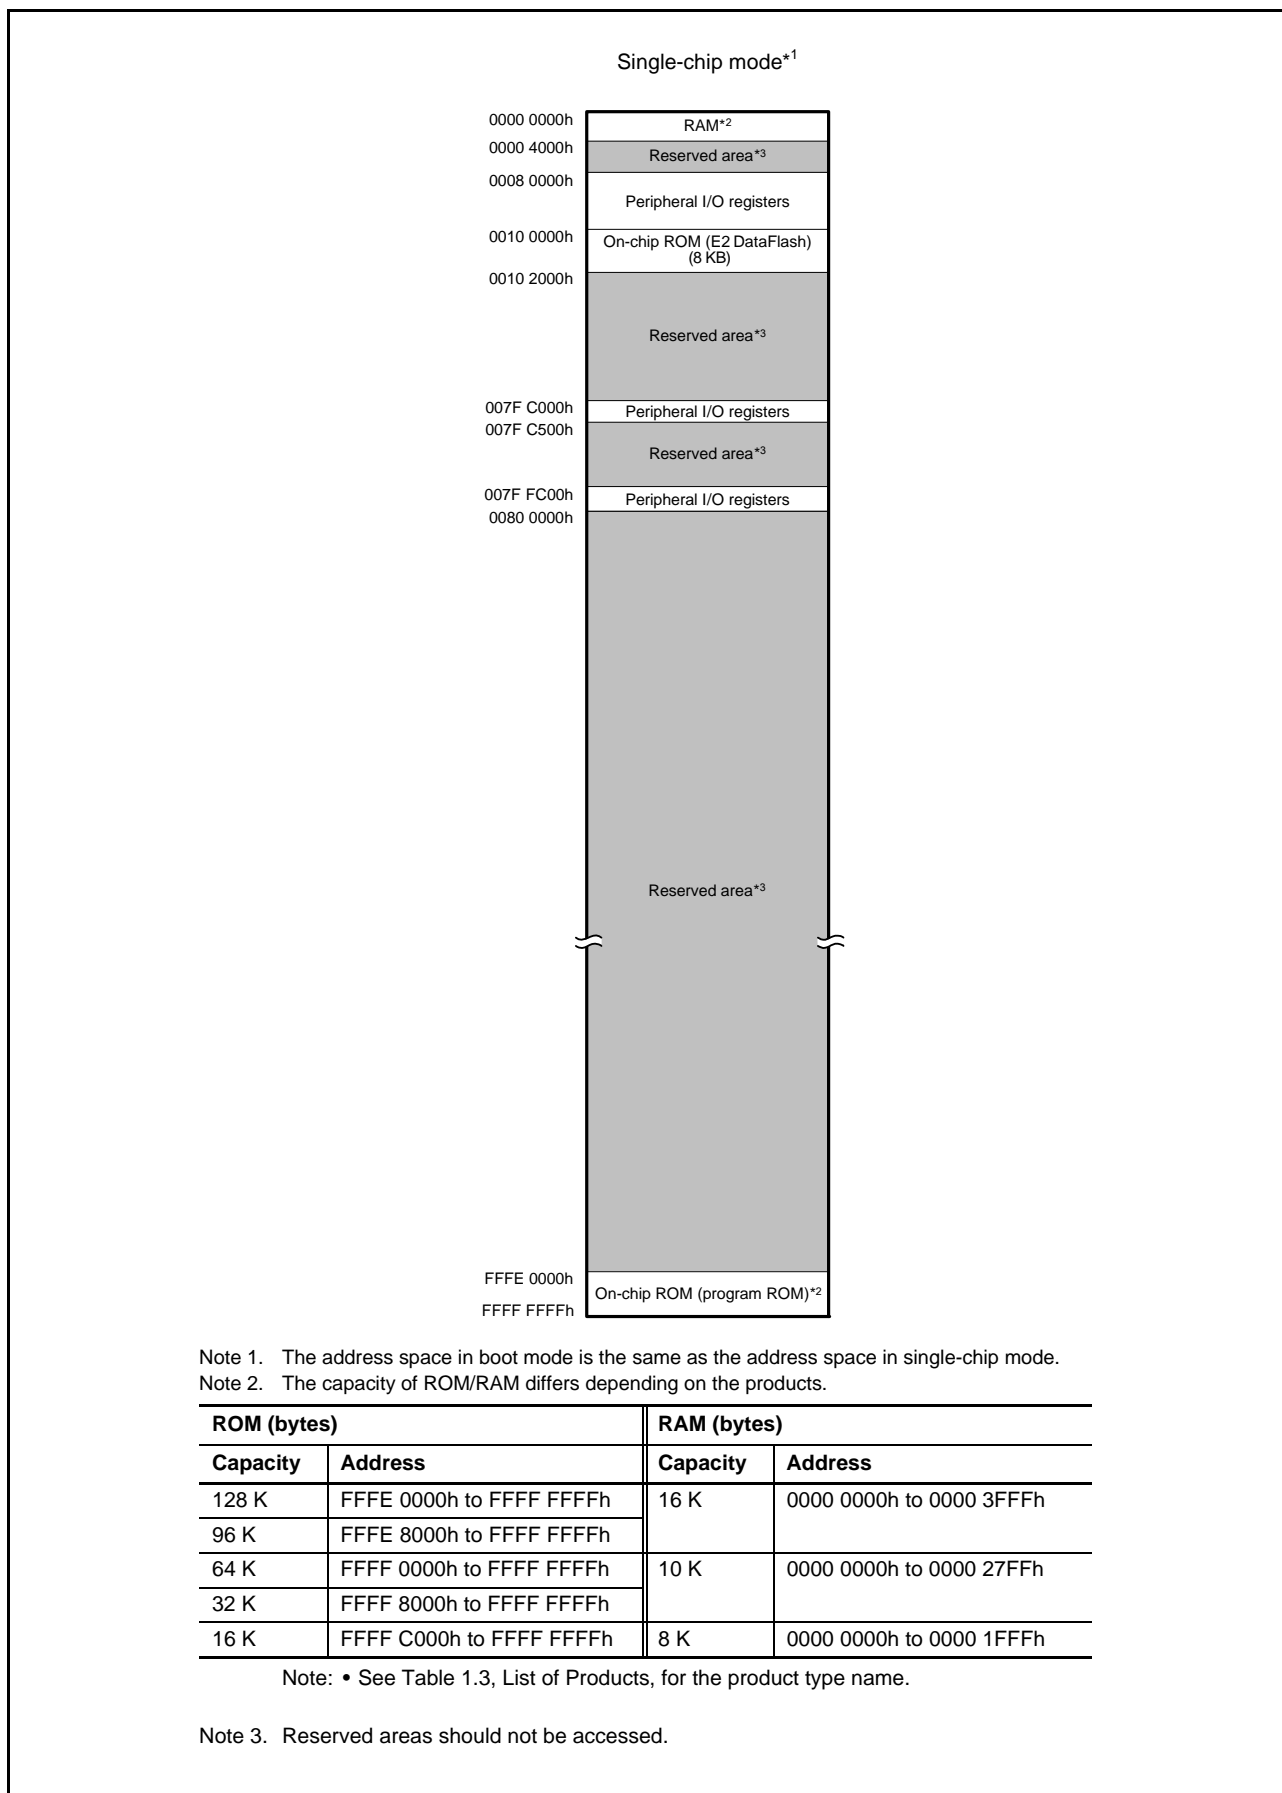 Single-chip mode*1
0000 0000h
RAM*2
0000 4000h
Reserved area*3
0008 0000h
Peripheral I/O registers
0010 0000h
On-chip ROM (E2 DataFlash)
(8 KB)
0010 2000h
Reserved area*3
007F C000h
Peripheral I/O registers
007F C500h
Reserved area*3
007F FC00h
Peripheral I/O registers
0080 0000h
Reserved area*3
FFFE 0000h
On-chip ROM (program ROM)*2
FFFF FFFFh
Note 1. The address space in boot mode is the same as the address space in single-chip mode.
Note 2. The capacity of ROM/RAM differs depending on the products.
ROM (bytes) RAM (bytes)
Capacity Address Capacity Address
128 K FFFE 0000h to FFFF FFFFh 16 K 0000 0000h to 0000 3FFFh
96 K FFFE 8000h to FFFF FFFFh
64 K FFFF 0000h to FFFF FFFFh 10 K 0000 0000h to 0000 27FFh
32 K FFFF 8000h to FFFF FFFFh
16 K FFFF C000h to FFFF FFFFh 8 K 0000 0000h to 0000 1FFFh
Note: • See Table 1.3, List of Products, for the product type name.
Note 3. Reserved areas should not be accessed.